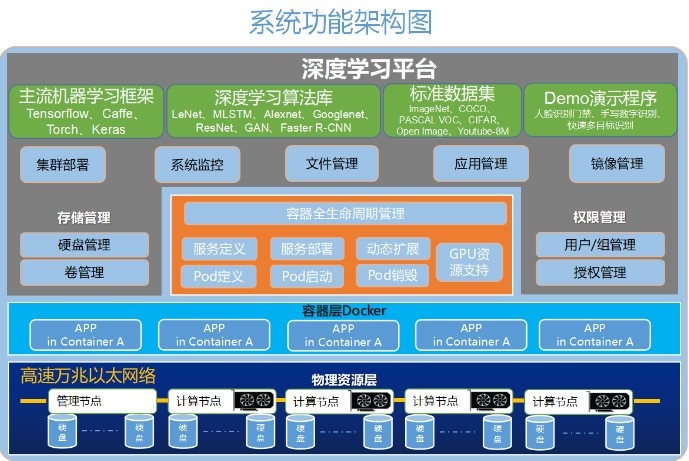 系统功能架构图
深度学习平台
主流机器学习框架
Tensorflow、Caffe、
Torch、Keras
深度学习算法库
LeNet、MLSTM、Alexnet、Googlenet、
ResNet、GAN、Faster R-CNN
标准数据集
ImageNet、COCO、
PASCAL VOC、CIFAR、
Open Image、Youtube-8M
Demo演示程序
人脸识别门禁、手写数字识别、
快速多目标识别
集群部署
系统监控
文件管理
应用管理
镜像管理
存储管理
硬盘管理
卷管理
容器全生命周期管理
服务定义
服务部署
动态扩展
Pod定义
Pod启动
Pod销毁
GPU资
源支持
权限管理
用户/组管理
授权管理
容器层Docker
APP
in Container A
APP
in Container A
APP
in Container A
APP
in Container A
APP
in Container A
高速万兆以太网络
物理资源层
管理节点
计算节点
计算节点
计算节点
计算节点
硬盘
硬盘
硬盘
硬盘
硬盘
硬盘
硬盘
硬盘
硬盘
硬盘